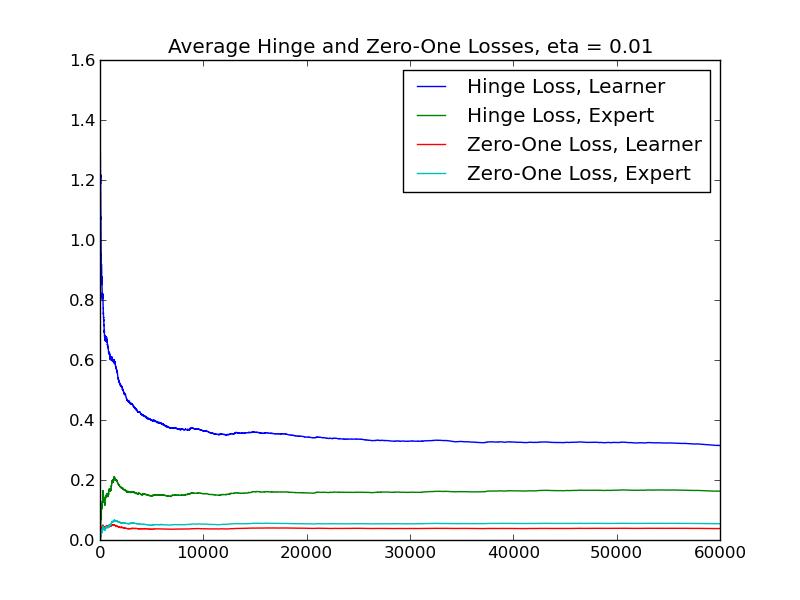 Average Hinge and Zero-One Losses, eta = 0.01
1.6
1.4
1.2
1.0
0.8
0.6
0.4
0.2
0.0
Hinge Loss, Learner
Hinge Loss, Expert
Zero-One Loss, Learner
Zero-One Loss, Expert
0 10000 20000 30000 40000 50000 60000